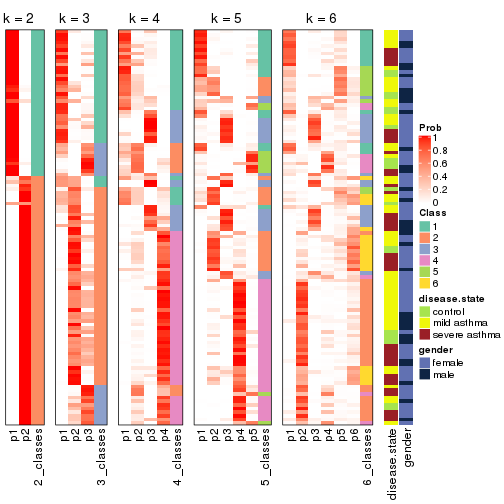 k = 2
k = 3
k = 4
k = 5
k = 6
Prob
1
0.8
0.6
0.4
0.2
0
Class
1
2
3
4
5
6
disease.state
control
mild asthma
severe asthma
gender
female
male
p1
p2
2_classes
p1
p2
p3
3_classes
p1
p2
p3
p4
4_classes
p1
p2
p3
p4
p5
5_classes
p1
p2
p3
p4
p5
p6
6_classes
disease.state
gender